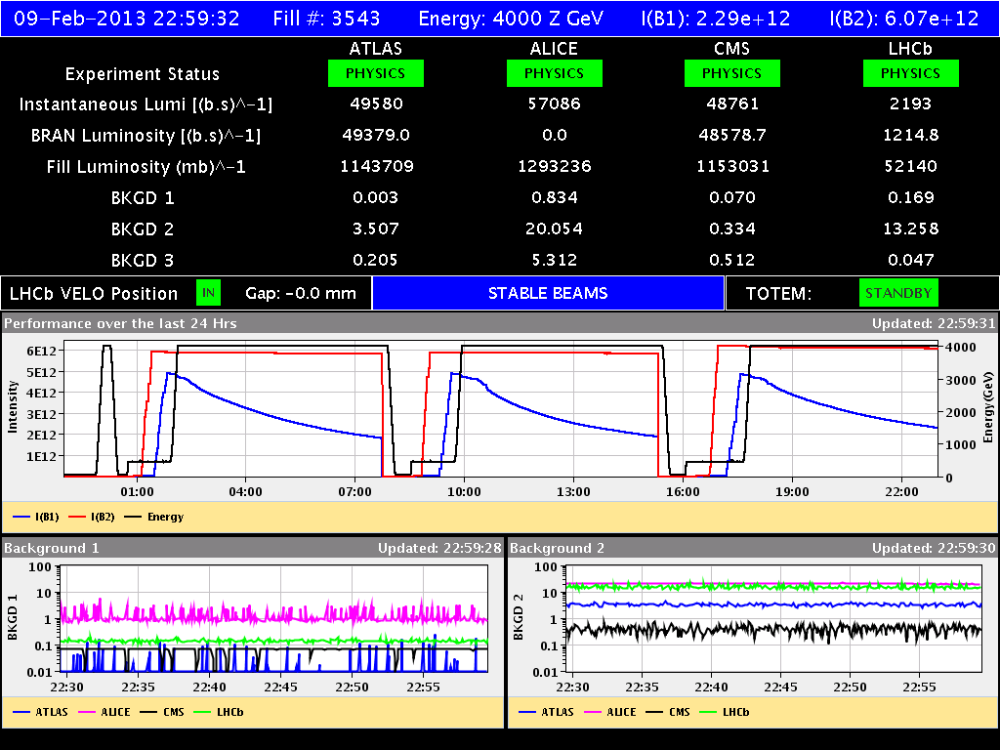 09-Feb-2013 22:59:32 Fill #: 3543 Energy: 4000 Z GeV I(B1): 2.29e+12 I(B2): 6.07e+12
ATLAS ALICE CMS LHCb
Experiment Status PHYSICS PHYSICS PHYSICS PHYSICS
Instantaneous Lumi [(b.s)^-1] 49580 57086 48761 2193
BRAN Luminosity [(b.s)^-1] 49379.0 0.0 48578.7 1214.8
Fill Luminosity (mb)^-1 1143709 1293236 1153031 52140
BKGD 1 0.003 0.834 0.070 0.169
BKGD 2 3.507 20.054 0.334 13.258
BKGD 3 0.205 5.312 0.512 0.047
LHCb VELO Position IN Gap: -0.0 mm STABLE BEAMS TOTEM: STANDBY
Performance over the last 24 Hrs Updated: 22:59:31
Intensity
6E12
5E12
4E12
3E12
2E12
1E12
4000
3000
2000
1000
0
Energy(GeV)
01:00 04:00 07:00 10:00 13:00 16:00 19:00 22:00
I(B1) I(B2) Energy
Background 1 Updated: 22:59:28
BKGD 1
100
10
1
0.1
0.01
22:30 22:35 22:40 22:45 22:50 22:55
ATLAS ALICE CMS LHCb
Background 2 Updated: 22:59:30
BKGD 2
100
10
1
0.1
0.01
22:30 22:35 22:40 22:45 22:50 22:55
ATLAS ALICE CMS LHCb